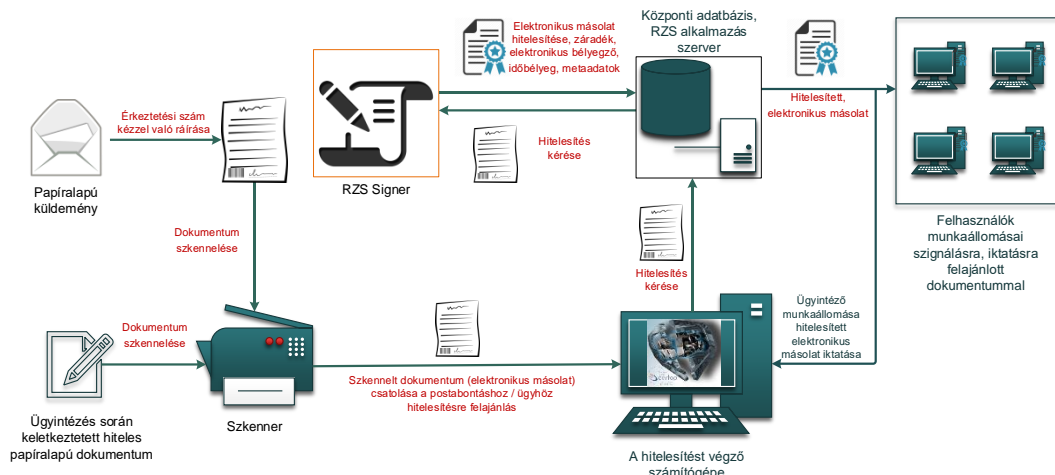 Elektronikus másolat
hitelesítése, záradék,
elektronikus bélyegző,
időbélyeg, metaadatok
Központi adatbázis,
RZS alkalmazás
szerver
Érkeztetési szám
kézzel való ráírása
Hitelesítés
kérése
Hitelesített,
elektronikus másolat
Papíralapú
küldemény
RZS Signer
Felhasználók
munkaállomásai
szignálásra, iktatásra
felajánlott
dokumentummal
Dokumentum
szkennelése
Hitelesítés
kérése
Ügyintéző
munkaállomása
hitelesített
elektronikus
másolat iktatása
Dokumentum
szkennelése
Szkennelt dokumentum (elektronikus másolat)
csatolása a postabontáshoz / ügyhöz
hitelesítésre felajánlás
Ügyintézés során
keletkeztetett hiteles
papíralapú dokumentum
Szkenner
A hitelesítést végző
számítógépe